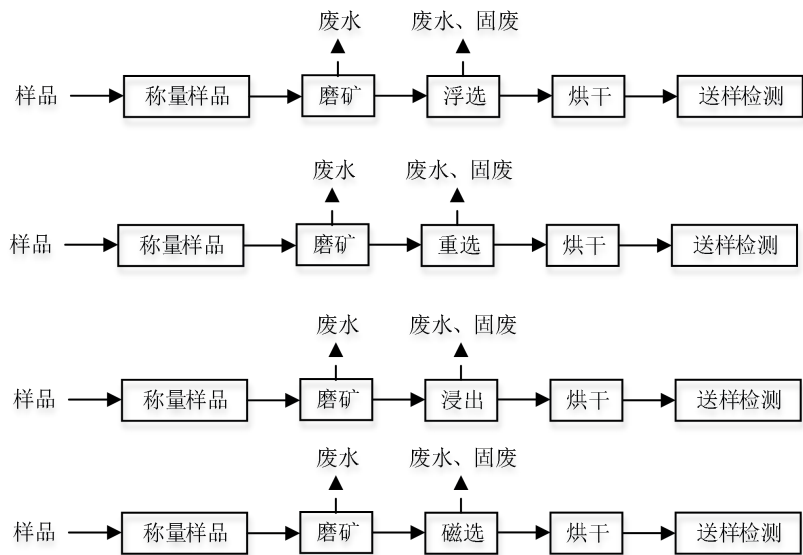 废水 废水、固废
样品 称量样品 磨矿 浮选 烘干 送样检测
废水 废水、固废
样品 称量样品 磨矿 重选 烘干 送样检测
废水 废水、固废
样品 称量样品 磨矿 浸出 烘干 送样检测
废水 废水、固废
样品 称量样品 磨矿 磁选 烘干 送样检测